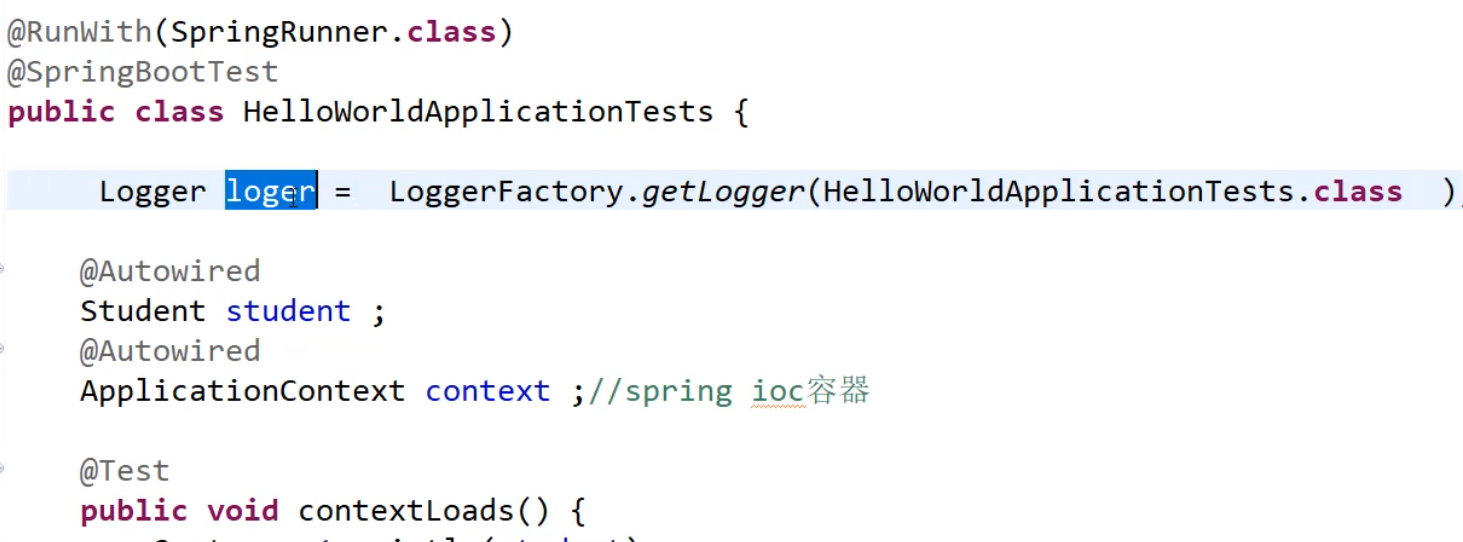 @RunWith(SpringRunner.class)
@SpringBootTest
public class HelloWorldApplicationTests {
Logger loger = LoggerFactory.getLogger(HelloWorldApplicationTests.class )
@Autowired
Student student ;
@Autowired
ApplicationContext context ;//spring ioc容器
@Test
public void contextLoads() {